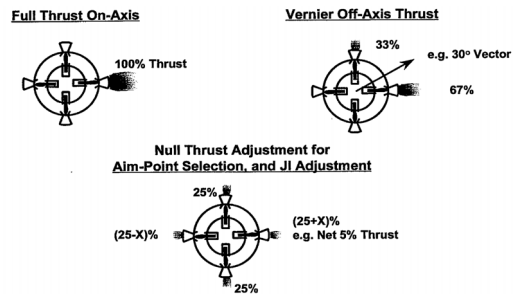 Full Thrust On-Axis
100% Thrust
Vernier Off-Axis Thrust
33%
e.g. 30° Vector
67%
Null Thrust Adjustment for
Aim-Point Selection, and JI Adjustment
25%
(25-X)%
(25+X)%
e.g. Net 5% Thrust
25%